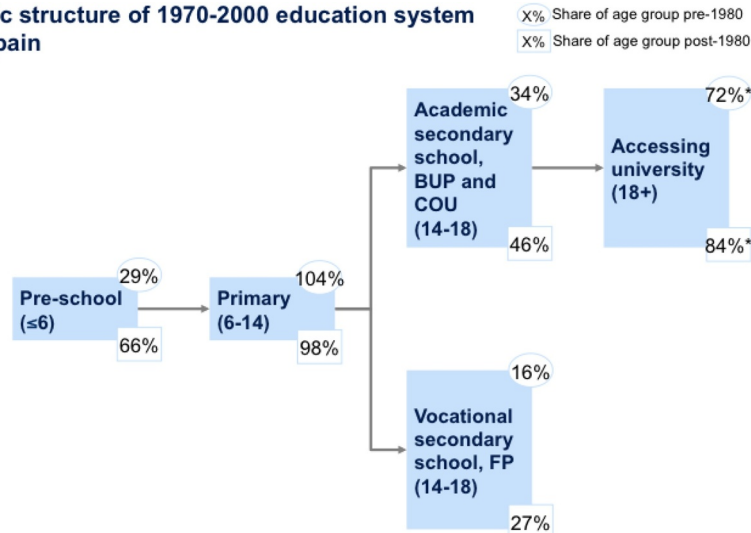 c structure of 1970-2000 education system
pain
X% Share of age group pre-1980
X% Share of age group post-1980
34%
Academic
secondary
school,
BUP and
COU
(14-18)
46%
72%*
Accessing
university
(18+)
84%*
29%
Pre-school
(≤6)
66%
104%
Primary
(6-14)
98%
16%
Vocational
secondary
school, FP
(14-18)
27%